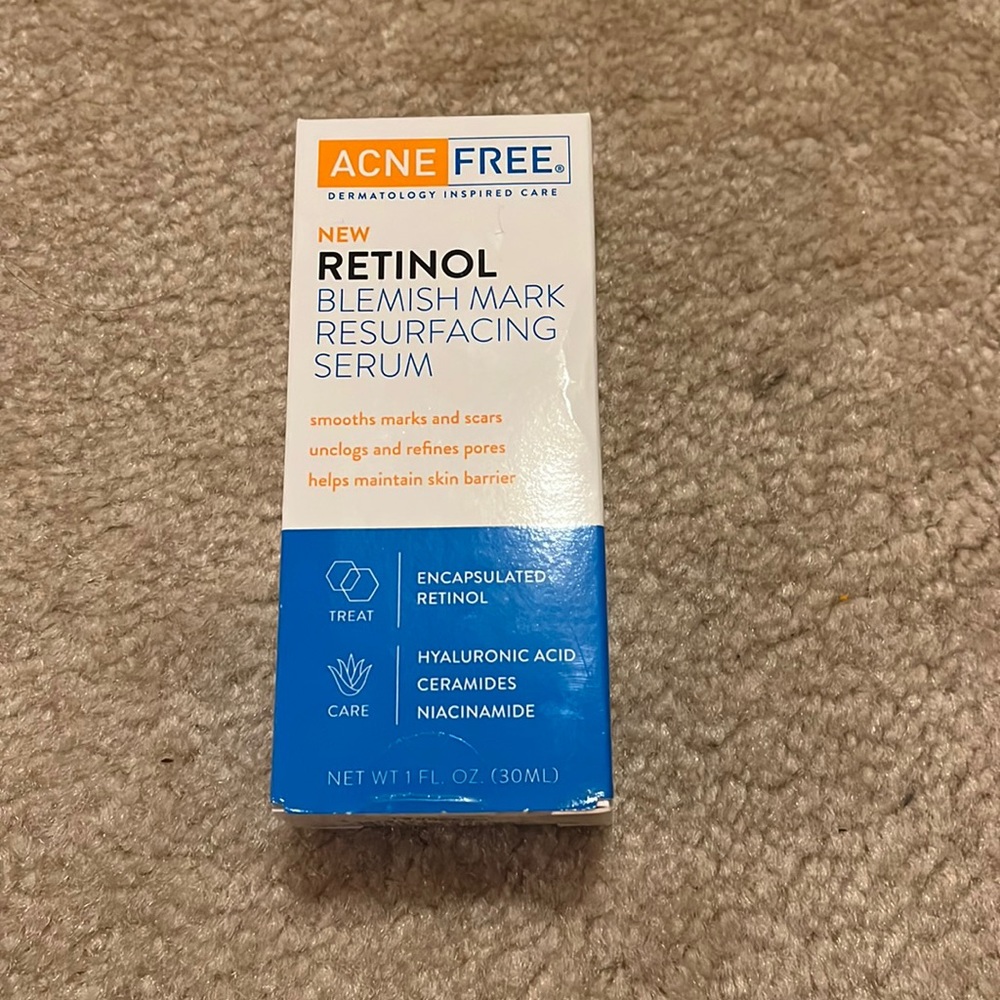 ACNE FREE®
DERMATOLOGY INSPIRED CARE
NEW
RETINOL
BLEMISH MARK
RESURFACING
SERUM
smooths marks and scars
unclogs and refines pores
helps maintain skin barrier
TREAT
ENCAPSULATED
RETINOL
CARE
HYALURONIC ACID
CERAMIDES
NIACINAMIDE
NET WT 1 FL. OZ. (30ML)